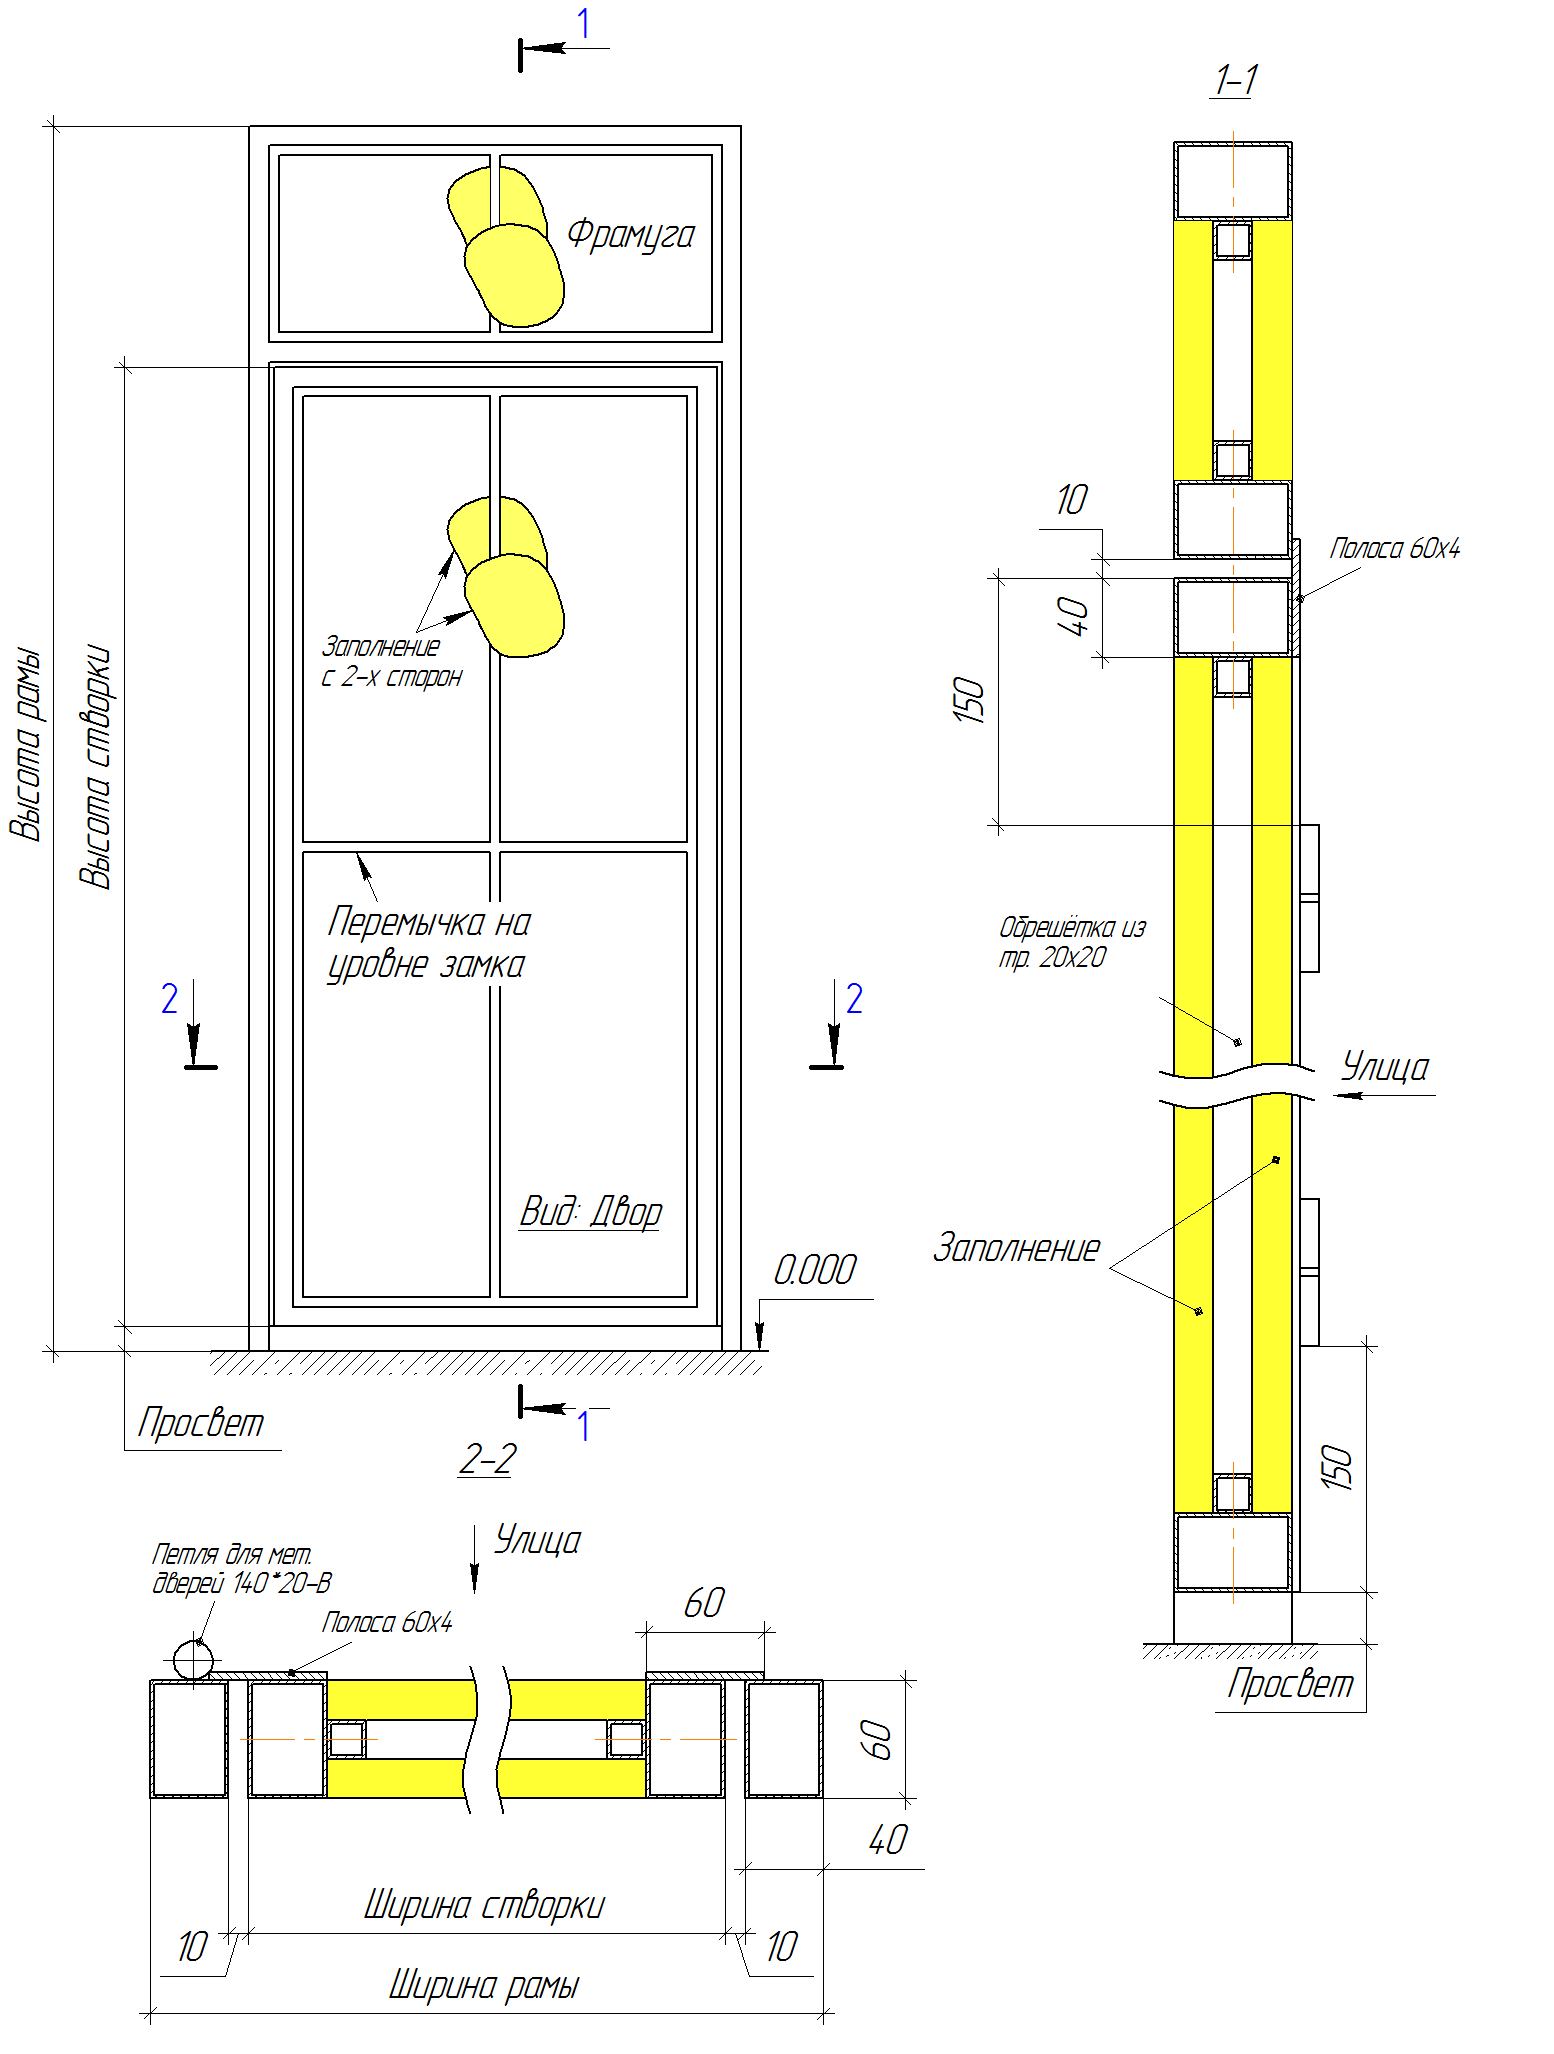 1
1-1
Фрамуга
10
Полоса 60х4
40
150
Высота рамы
Высота створки
Заполнение
с 2-х сторон
Перемычка на
уровне замка
Обрешётка из
тр. 20х20
2
2
Улица
Вид: Двор
Заполнение
0.000
Просвет
1
2-2
150
Улица
Петля для мет.
дверей 140*20-В
Полоса 60х4
60
Просвет
60
40
Ширина створки
10
10
Ширина рамы